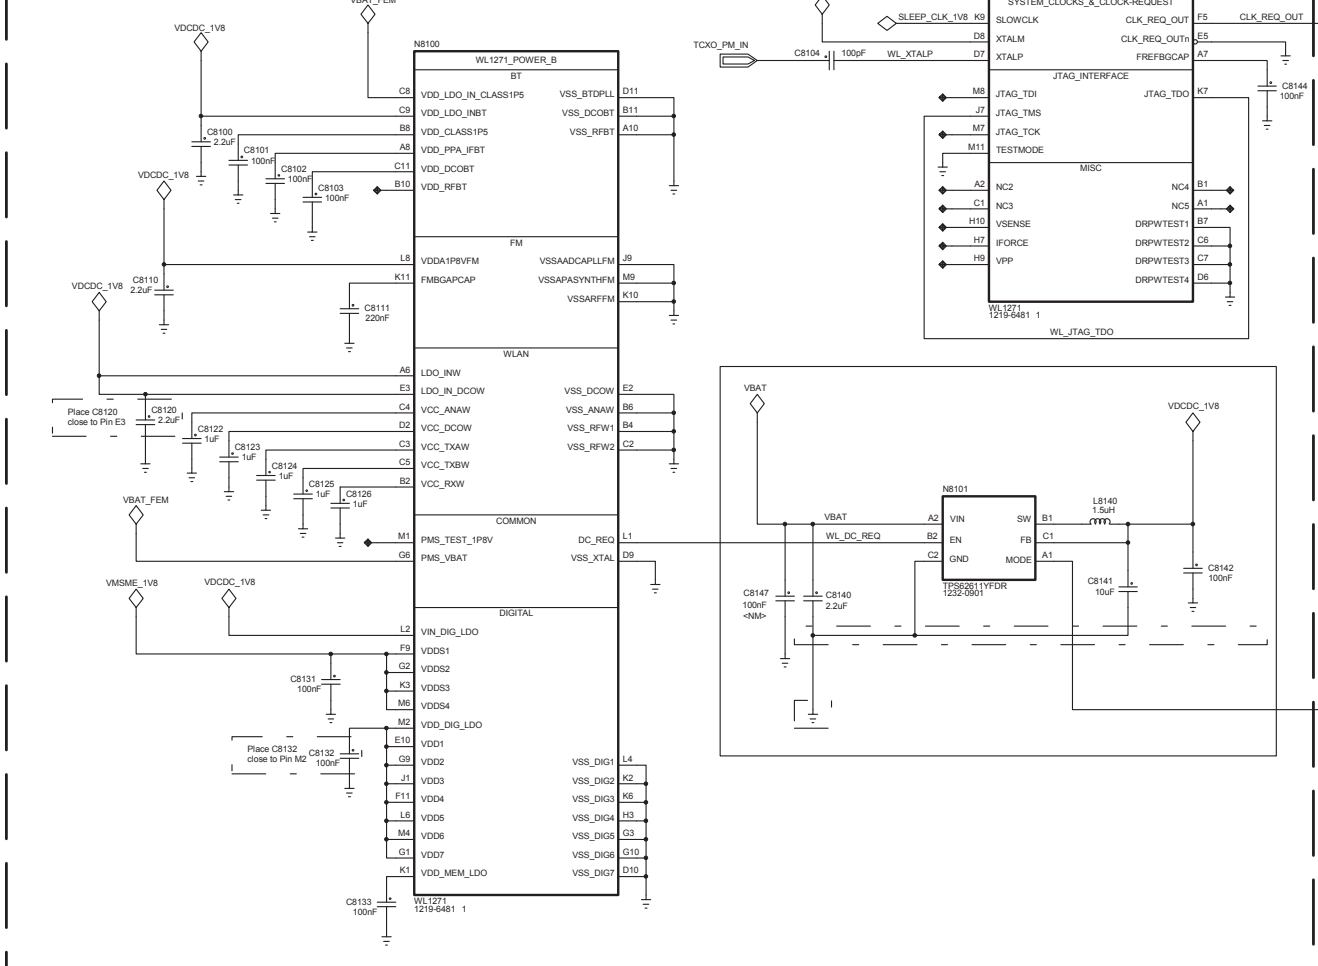 VBAT_FEM
VDCDC_1V8
N8100
WL1271_POWER_B
BT
C8 VDD_LDO_IN_CLASS1P5 VSS_BTDPLL D11
C9 VDD_LDO_INBT VSS_DCOBT B11
B8 VDD_CLASS1P5 VSS_RFBT A10
A8 VDD_PPA_IFBT
C11 VDD_DCOBT
B10 VDD_RFBT
C8100
2.2uF
C8101
100nF
C8102
100nF
C8103
100nF
VDCDC_1V8
FM
L8 VDDA1P8VFM VSSAADCAPLLFM J9
K11 FMBGAPCAP VSSAPASYNTHFM M9
VSSARFFM K10
C8110
2.2uF
C8111
220nF
VDCDC_1V8
WLAN
A6 LDO_INW
E3 LDO_IN_DCOW VSS_DCOW E2
C4 VCC_ANAW VSS_ANAW B6
D2 VCC_DCOW VSS_RFW1 B4
C3 VCC_TXAW VSS_RFW2 C2
C5 VCC_TXBW
B2 VCC_RXW
Place C8120
close to Pin E3
C8120
2.2uF
C8122
1uF
C8123
1uF
C8124
1uF
C8125
1uF
C8126
1uF
VBAT_FEM
COMMON
M1 PMS_TEST_1P8V DC_REQ L1
G6 PMS_VBAT VSS_XTAL D9
VMSME_1V8
VDCDC_1V8
DIGITAL
L2 VIN_DIG_LDO
F9 VDDS1
G2 VDDS2
K3 VDDS3
M6 VDDS4
M2 VDD_DIG_LDO
E10 VDD1
G9 VDD2 VSS_DIG1 L4
J1 VDD3 VSS_DIG2 K2
F11 VDD4 VSS_DIG3 K6
L6 VDD5 VSS_DIG4 H3
M4 VDD6 VSS_DIG5 G3
G1 VDD7 VSS_DIG6 G10
K1 VDD_MEM_LDO VSS_DIG7 D10
C8131
100nF
Place C8132
close to Pin M2
C8132
100nF
C8133
100nF
WL1271
1219-6481 1
SYSTEM_CLOCKS_&_CLOCK-REQUEST
SLEEP_CLK_1V8 K9 SLOWCLK CLK_REQ_OUT F5 CLK_REQ_OUT
D8 XTALM CLK_REQ_OUTn E5
TCXO_PM_IN C8104 100pF WL_XTALP D7 XTALP FREFBGCAP A7
C8144
100nF
JTAG_INTERFACE
M8 JTAG_TDI JTAG_TDO K7
J7 JTAG_TMS
M7 JTAG_TCK
M11 TESTMODE
MISC
A2 NC2 NC4 B1
C1 NC3 NC5 A1
H10 VSENSE DRPWTEST1 B7
H7 IFORCE DRPWTEST2 C6
H9 VPP DRPWTEST3 C7
DRPWTEST4 D6
WL1271
1219-6481 1
WL_JTAG_TDO
VBAT
VDCDC_1V8
N8101
L8140
1.5uH
VBAT A2 VIN SW B1
WL_DC_REQ B2 EN FB C1
C2 GND MODE A1
TPS62611YFDR
1232-0901
C8147
100nF
<NM>
C8140
2.2uF
C8141
10uF
C8142
100nF